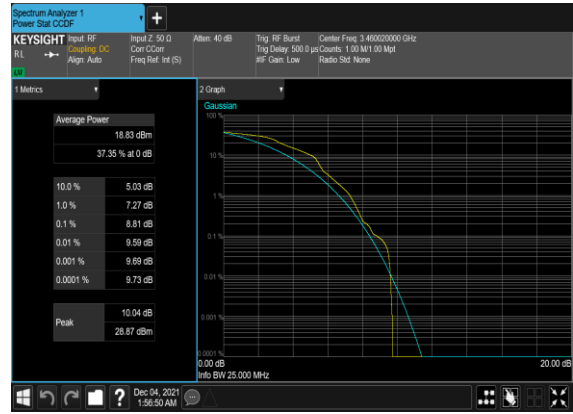 Spectrum Analyzer 1
Power Stat CCDF
KEYSIGHT
R L
LXI
Input: RF
Coupling: DC
Align: Auto
Input Z: 50 Ω
Corr CCorr
Freq Ref: Int (S)
Atten: 40 dB
Trig: RF Burst
Trig Delay: 500.0 µs
#IF Gain: Low
Center Freq: 3.460020000 GHz
Counts: 1.00 M/1.00 Mpt
Radio Std: None
1 Metrics
Average Power
18.83 dBm
37.35 % at 0 dB
10.0 % 5.03 dB
1.0 % 7.27 dB
0.1 % 8.81 dB
0.01 % 9.59 dB
0.001 % 9.69 dB
0.0001 % 9.73 dB
Peak
10.04 dB
28.87 dBm
2 Graph
Gaussian
100 %
10 %
1 %
0.1 %
0.01 %
0.001 %
0.0001 %
0.00 dB
20.00 dB
Info BW 25.000 MHz
?
Dec 04, 2021
1:56:50 AM